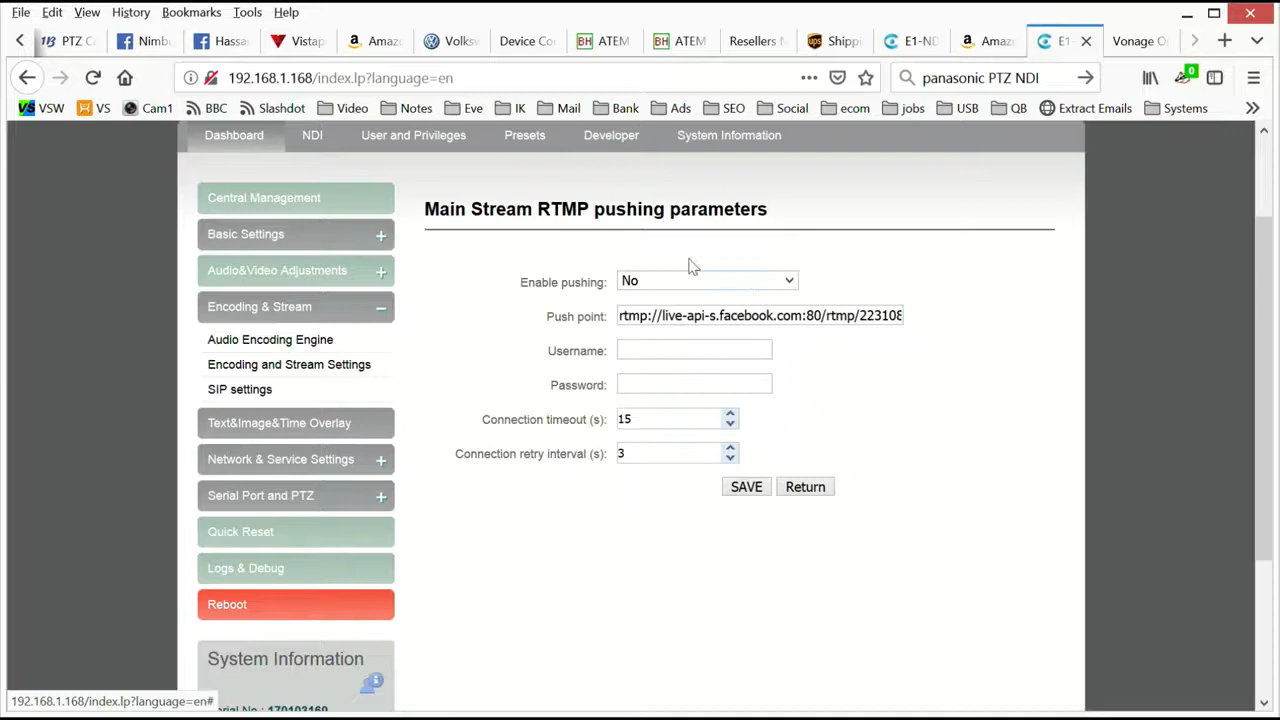 File Edit View History Bookmarks Tools Help
PTZ C Nimb Hassa Vistap Amaz Volksw Device Co ATEM ATEM Resellers M Shippi E1-ND Amaz E1- Vonage O
192.168.1.168/index.lp?language=en panasonic PTZ NDI 0
VSW VS Cam1 BBC Slashdot Video Notes Eve IK Mail Bank Ads SEO Social ecom jobs USB QB Extract Emails Systems
Dashboard NDI User and Privileges Presets Developer System Information
Central Management
Basic Settings
Audio&Video Adjustments
Encoding & Stream
Audio Encoding Engine
Encoding and Stream Settings
SIP settings
Text&Image&Time Overlay
Network & Service Settings
Serial Port and PTZ
Quick Reset
Logs & Debug
Reboot
System Information
170103169
Main Stream RTMP pushing parameters
Enable pushing: No
Push point: rtmp://live-api-s.facebook.com:80/rtmp/223108
Username:
Password:
Connection timeout (s): 15
Connection retry interval (s): 3
SAVE Return
192.168.1.168/index.lp?language=en#